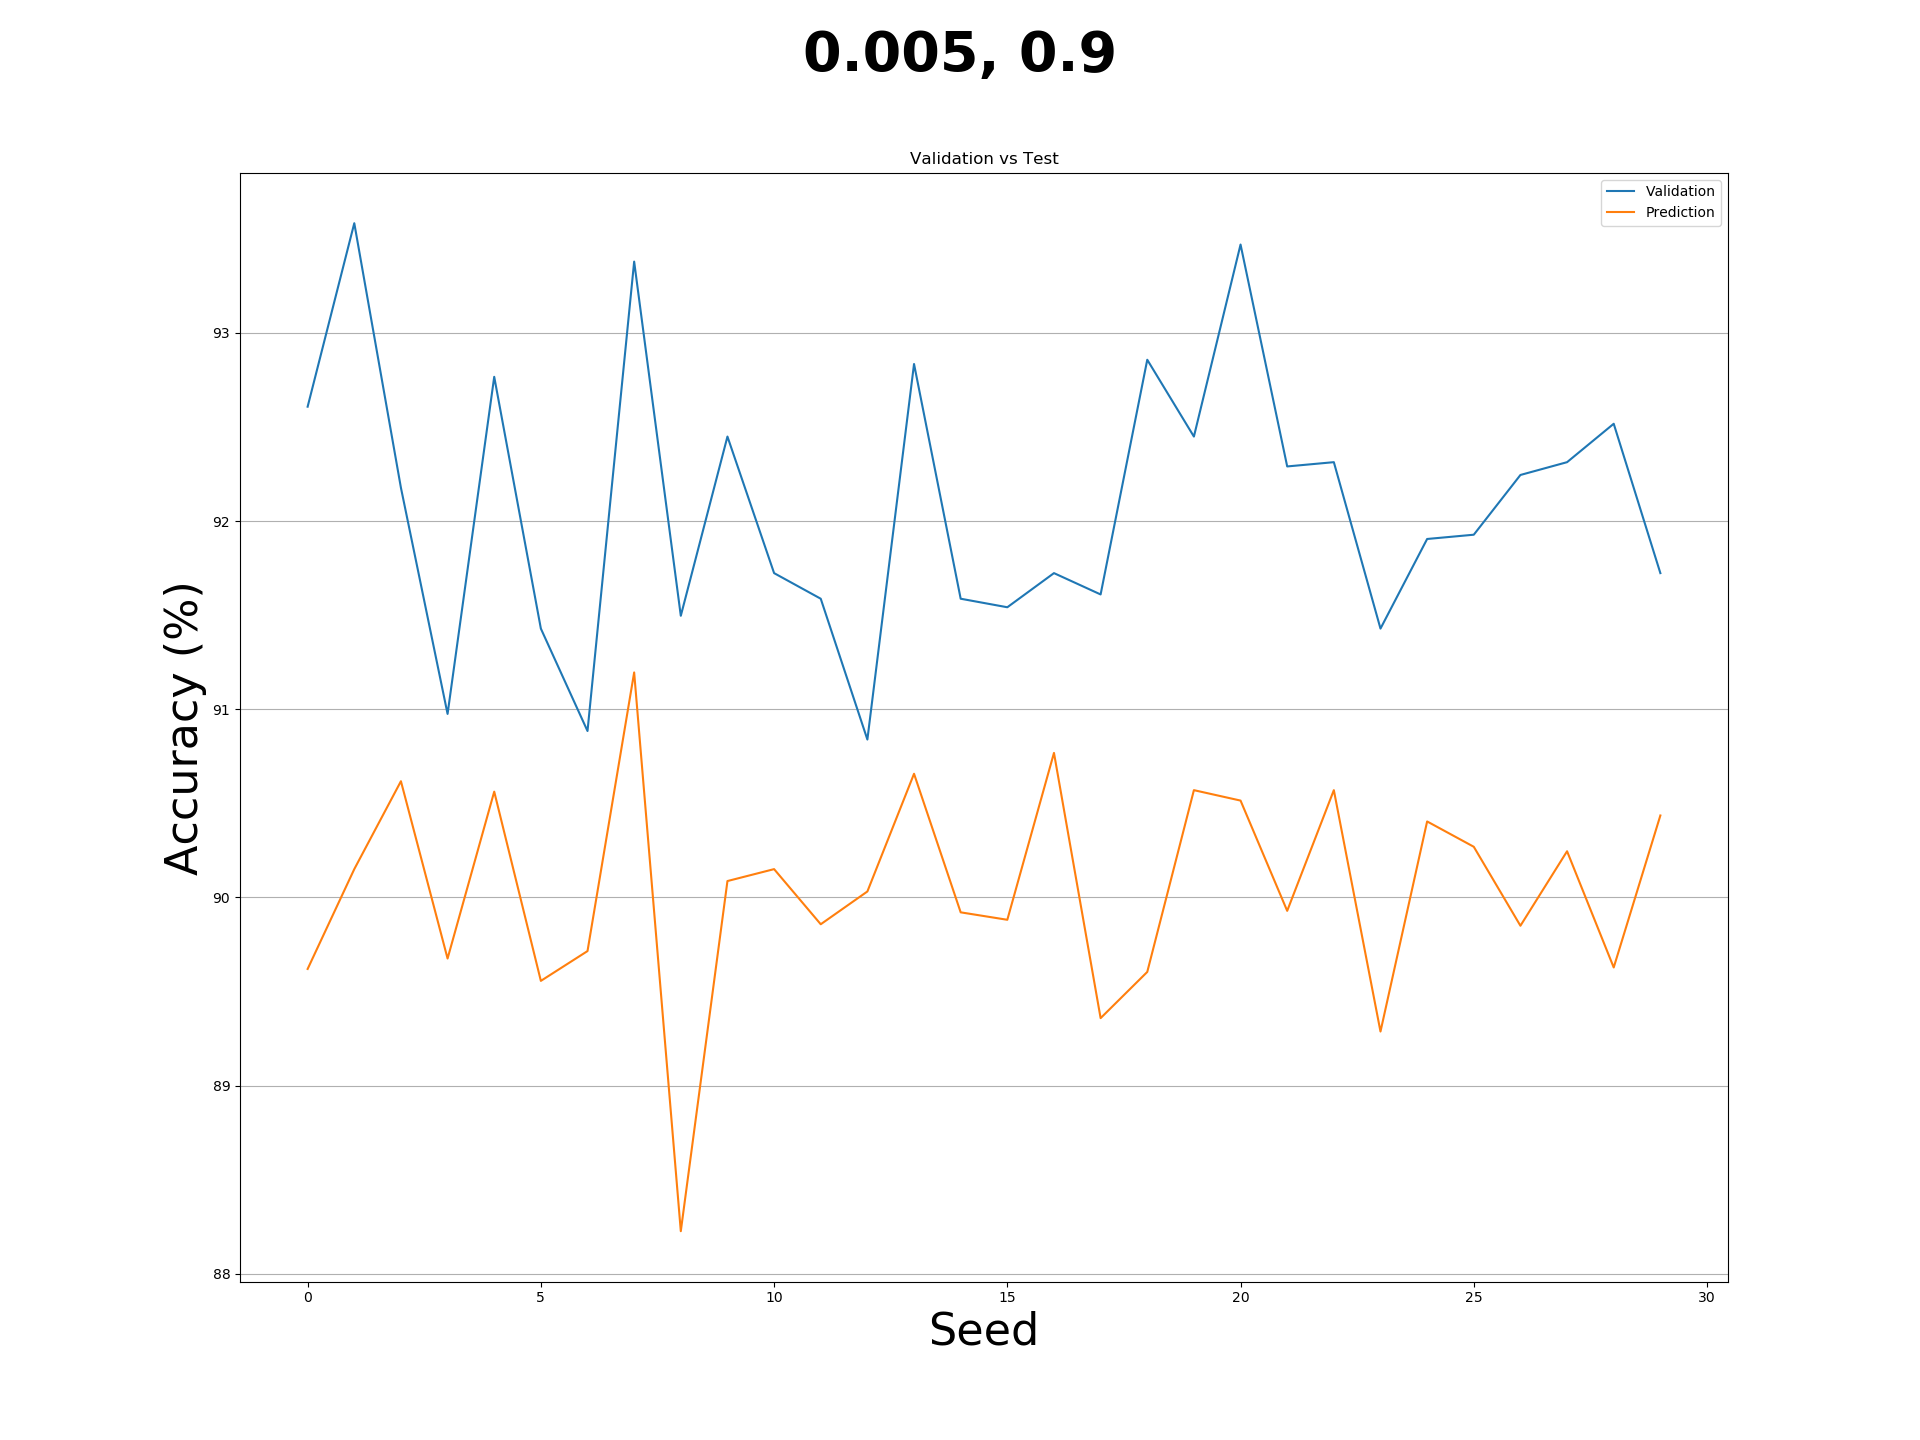 0.005, 0.9
Validation vs Test
Validation
Prediction
93
92
91
90
89
88
Accuracy (%)
0 5 10 15 20 25 30
Seed